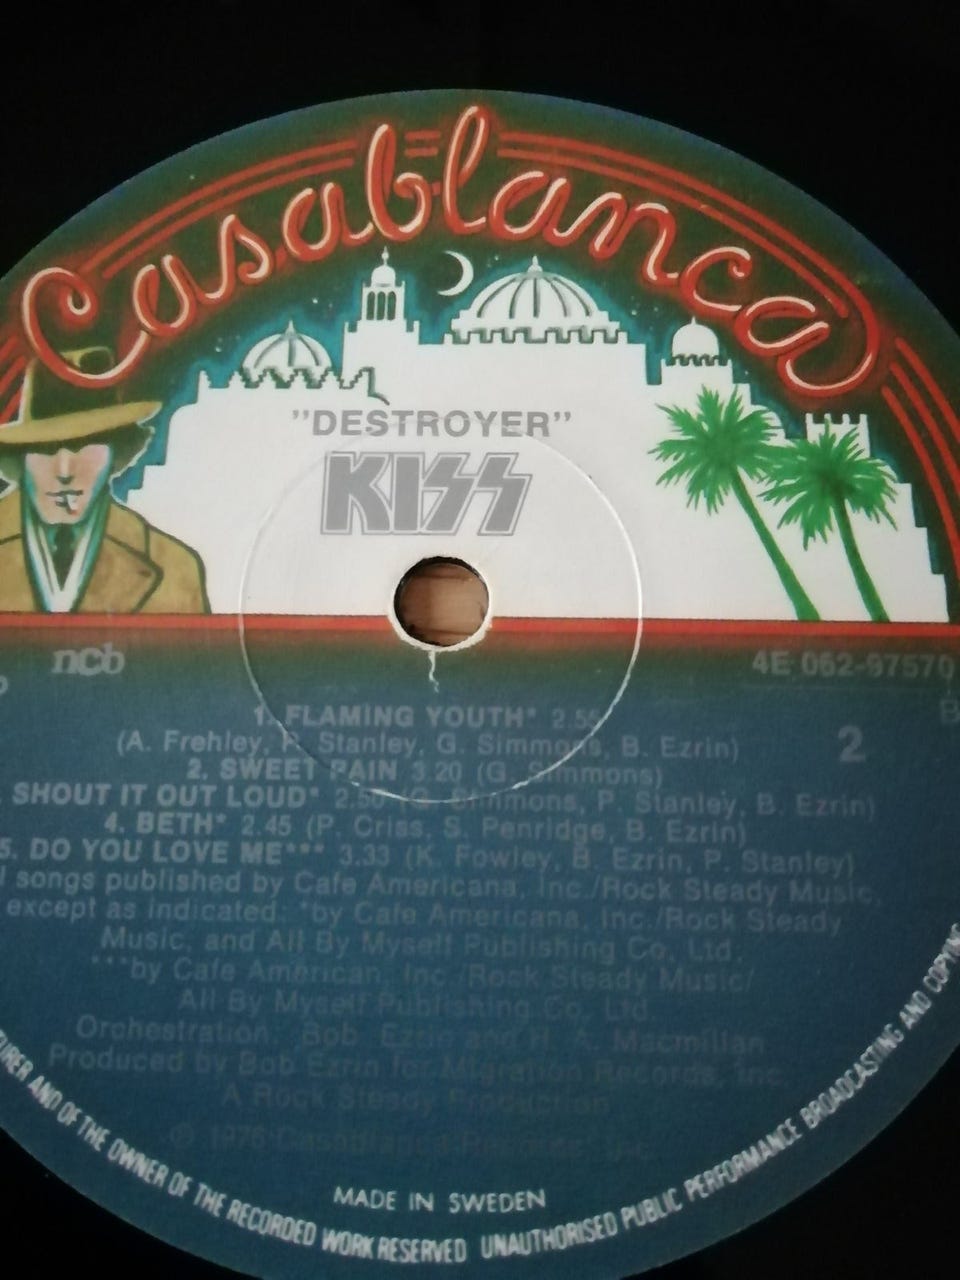 Casablanca
"DESTROYER"
KISS
ncb
4E 062-97570
B
2
1. FLAMING YOUTH* 2.55
(A. Frehley, P. Stanley, G. Simmons, B. Ezrin)
2. SWEET PAIN 3.20 (G. Simmons)
. SHOUT IT OUT LOUD* 2.50 (G. Simmons, P. Stanley, B. Ezrin)
4. BETH* 2.45 (P. Criss, S. Penridge, B. Ezrin)
5. DO YOU LOVE ME*** 3.33 (K. Fowley, B. Ezrin, P. Stanley)
l songs published by Cafe Americana, Inc./Rock Steady Music,
except as indicated: *by Cafe Americana, Inc./Rock Steady
Music, and All By Myself Publishing Co. Ltd.
***by Cafe American, Inc./Rock Steady Music/
All By Myself Publishing Co. Ltd.
Orchestration: Bob Ezrin and H. A. Macmillan
Produced by Bob Ezrin for Migration Records, Inc.
A Rock Steady Production
℗ 1976 Casablanca Records, Inc.
MADE IN SWEDEN
TURER AND OF THE OWNER OF THE RECORDED WORK RESERVED UNAUTHORISED PUBLIC PERFORMANCE BROADCASTING AND COPYING